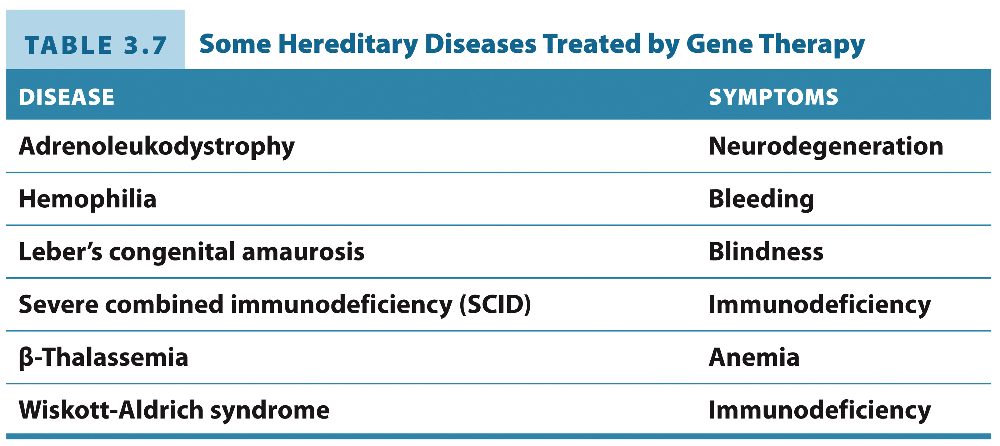 TABLE 3.7 Some Hereditary Diseases Treated by Gene Therapy
DISEASE SYMPTOMS
Adrenoleukodystrophy Neurodegeneration
Hemophilia Bleeding
Leber’s congenital amaurosis Blindness
Severe combined immunodeficiency (SCID) Immunodeficiency
β-Thalassemia Anemia
Wiskott-Aldrich syndrome Immunodeficiency